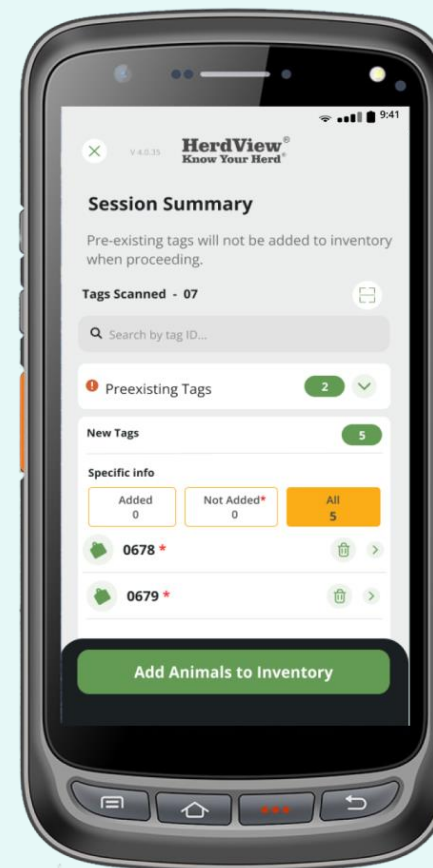 9:41
V 4.0.35
HerdView®
Know Your Herd®
Session Summary
Pre-existing tags will not be added to inventory
when proceeding.
Tags Scanned - 07
Search by tag ID...
Preexisting Tags 2
New Tags 5
Specific info
Added Not Added* All
0 0 5
0678 *
0679 *
Add Animals to Inventory